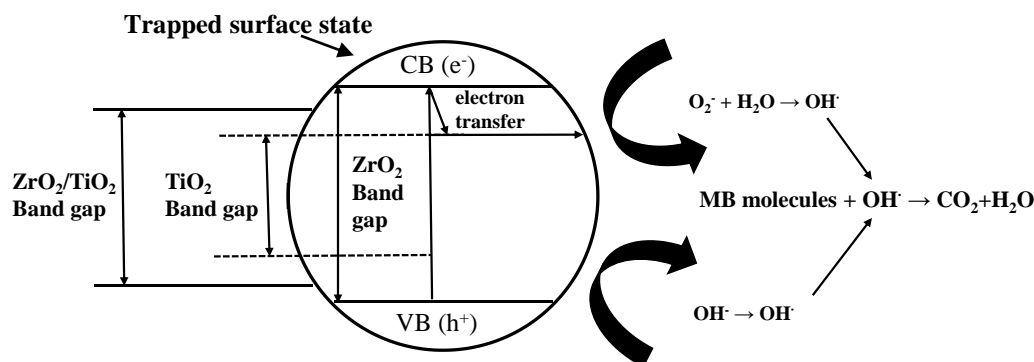 Trapped surface state
CB (e⁻)
electron
transfer
ZrO₂/TiO₂
Band gap
TiO₂
Band gap
ZrO₂
Band
gap
VB (h⁺)
O₂⁻ + H₂O → OH·
MB molecules + OH· → CO₂+H₂O
OH⁻ → OH·